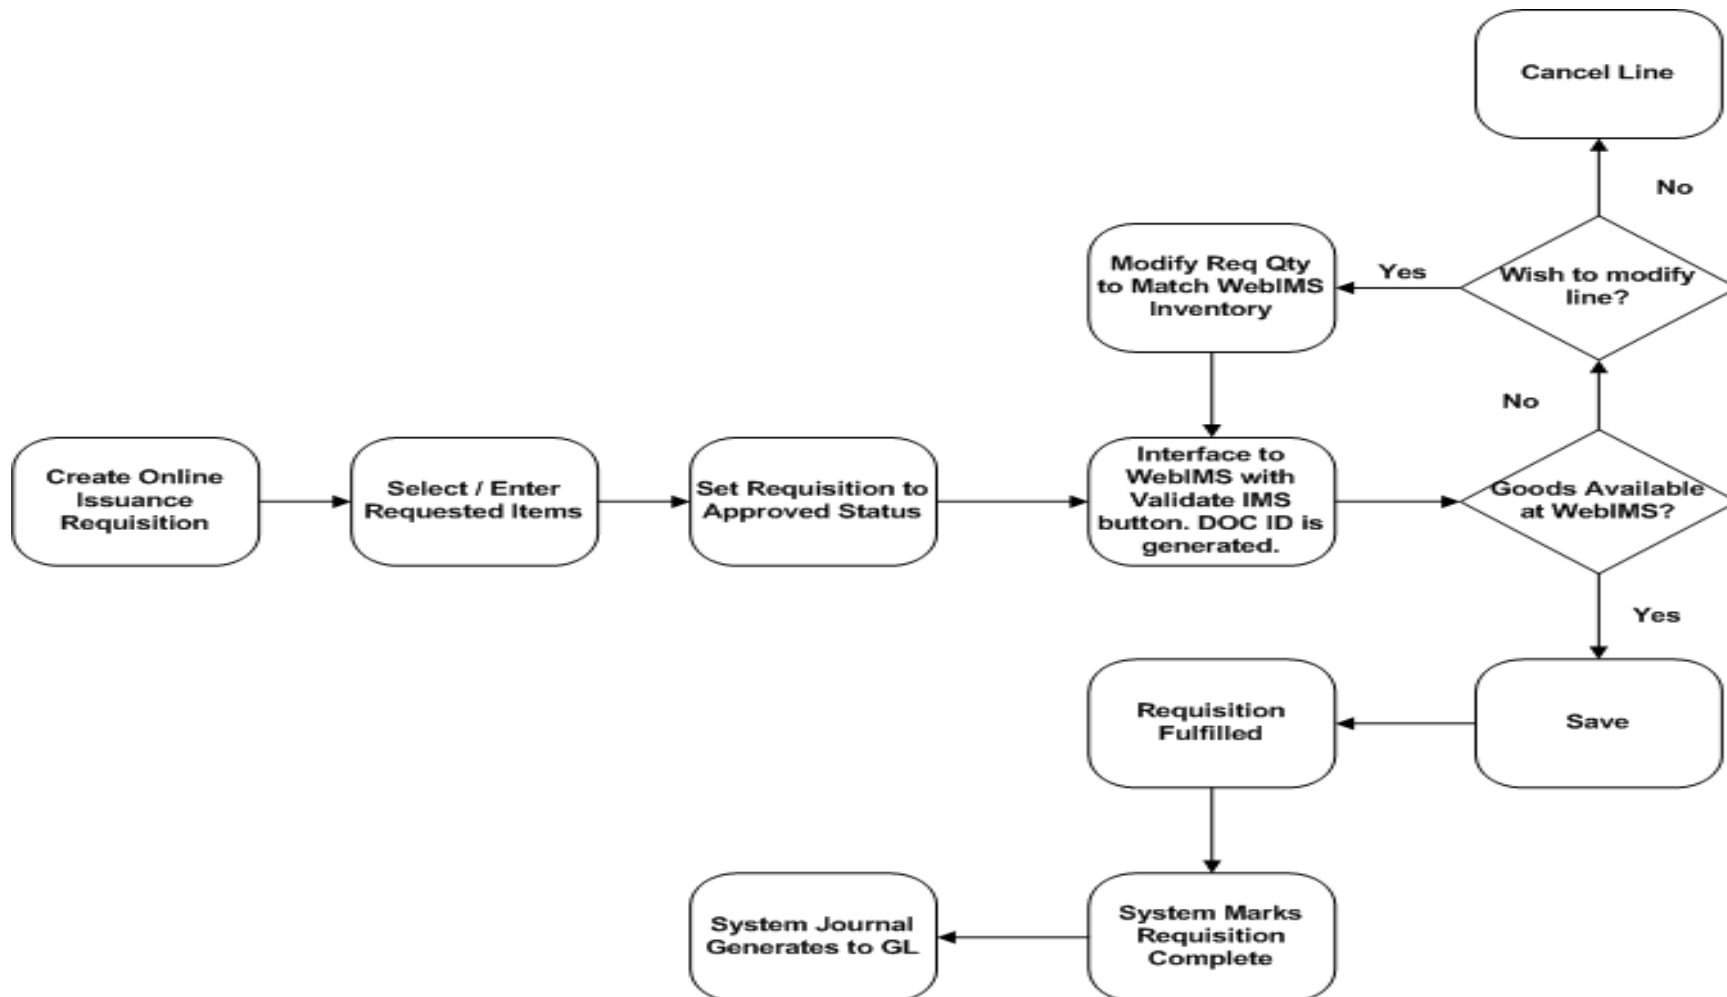 Cancel Line
No
Modify Req Qty
to Match WebIMS
Inventory
Yes
Wish to modify
line?
No
Create Online
Issuance
Requisition
Select / Enter
Requested Items
Set Requisition to
Approved Status
Interface to
WebIMS with
Validate IMS
button. DOC ID is
generated.
Goods Available
at WebIMS?
Yes
Requisition
Fulfilled
Save
System Journal
Generates to GL
System Marks
Requisition
Complete